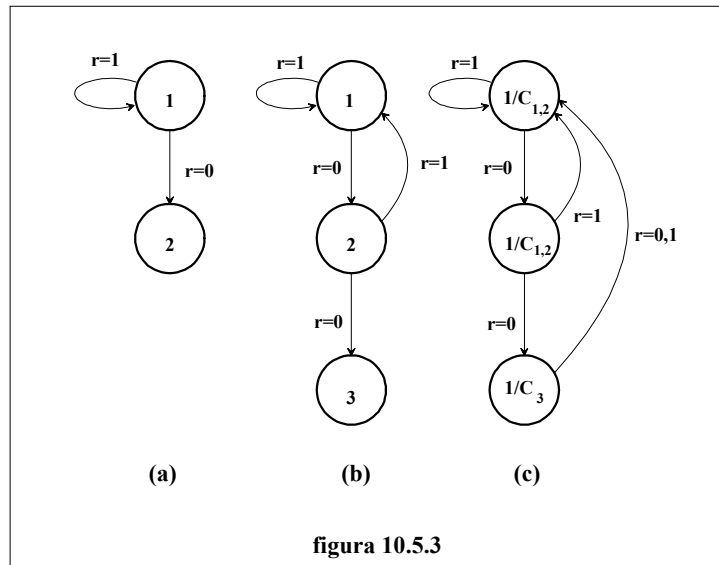 r=1
1
r=0
2
(a)
r=1
1
r=0
r=1
2
r=0
3
(b)
r=1
1/C1,2
r=0
r=1
1/C1,2
r=0,1
r=0
1/C3
(c)
figura 10.5.3